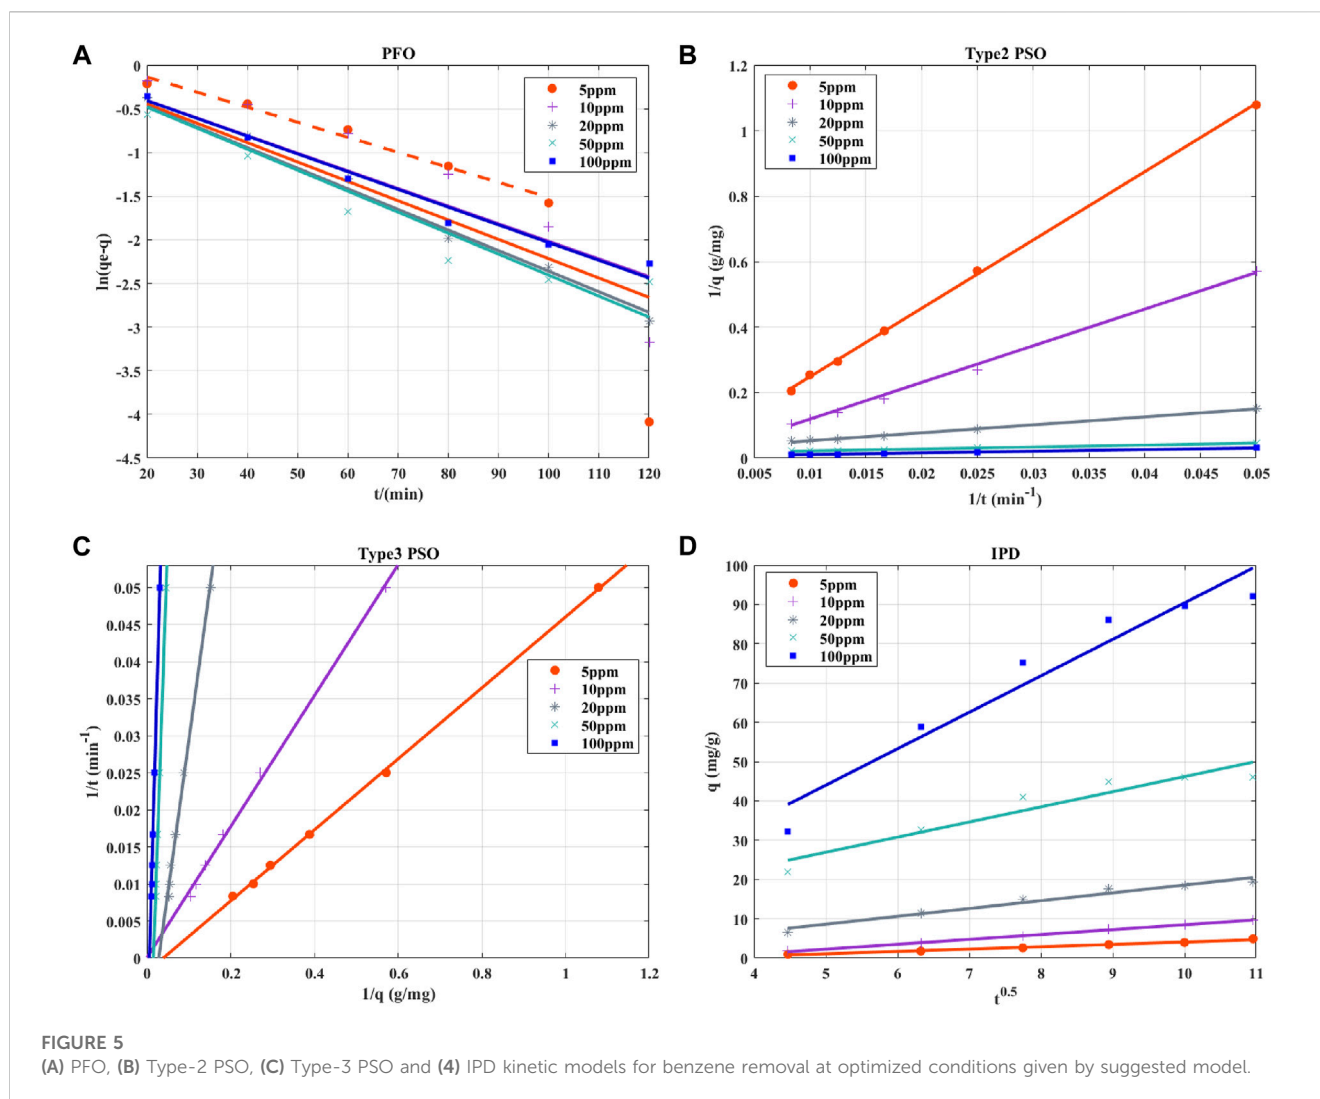 A
PFO
0
-0.5
-1
-1.5
-2
-2.5
-3
-3.5
-4
-4.5
ln(qe-q)
20 30 40 50 60 70 80 90 100 110 120
t/(min)
5ppm
10ppm
20ppm
50ppm
100ppm
B
Type2 PSO
1.2
1
0.8
0.6
0.4
0.2
0
1/q (g/mg)
0.005 0.01 0.015 0.02 0.025 0.03 0.035 0.04 0.045 0.05
1/t (min⁻¹)
5ppm
10ppm
20ppm
50ppm
100ppm
C
Type3 PSO
0.05
0.045
0.04
0.035
0.03
0.025
0.02
0.015
0.01
0.005
0
1/t (min⁻¹)
0 0.2 0.4 0.6 0.8 1 1.2
1/q (g/mg)
5ppm
10ppm
20ppm
50ppm
100ppm
D
IPD
100
90
80
70
60
50
40
30
20
10
0
q (mg/g)
4 5 6 7 8 9 10 11
t⁰·⁵
5ppm
10ppm
20ppm
50ppm
100ppm
FIGURE 5
(A) PFO, (B) Type-2 PSO, (C) Type-3 PSO and (4) IPD kinetic models for benzene removal at optimized conditions given by suggested model.